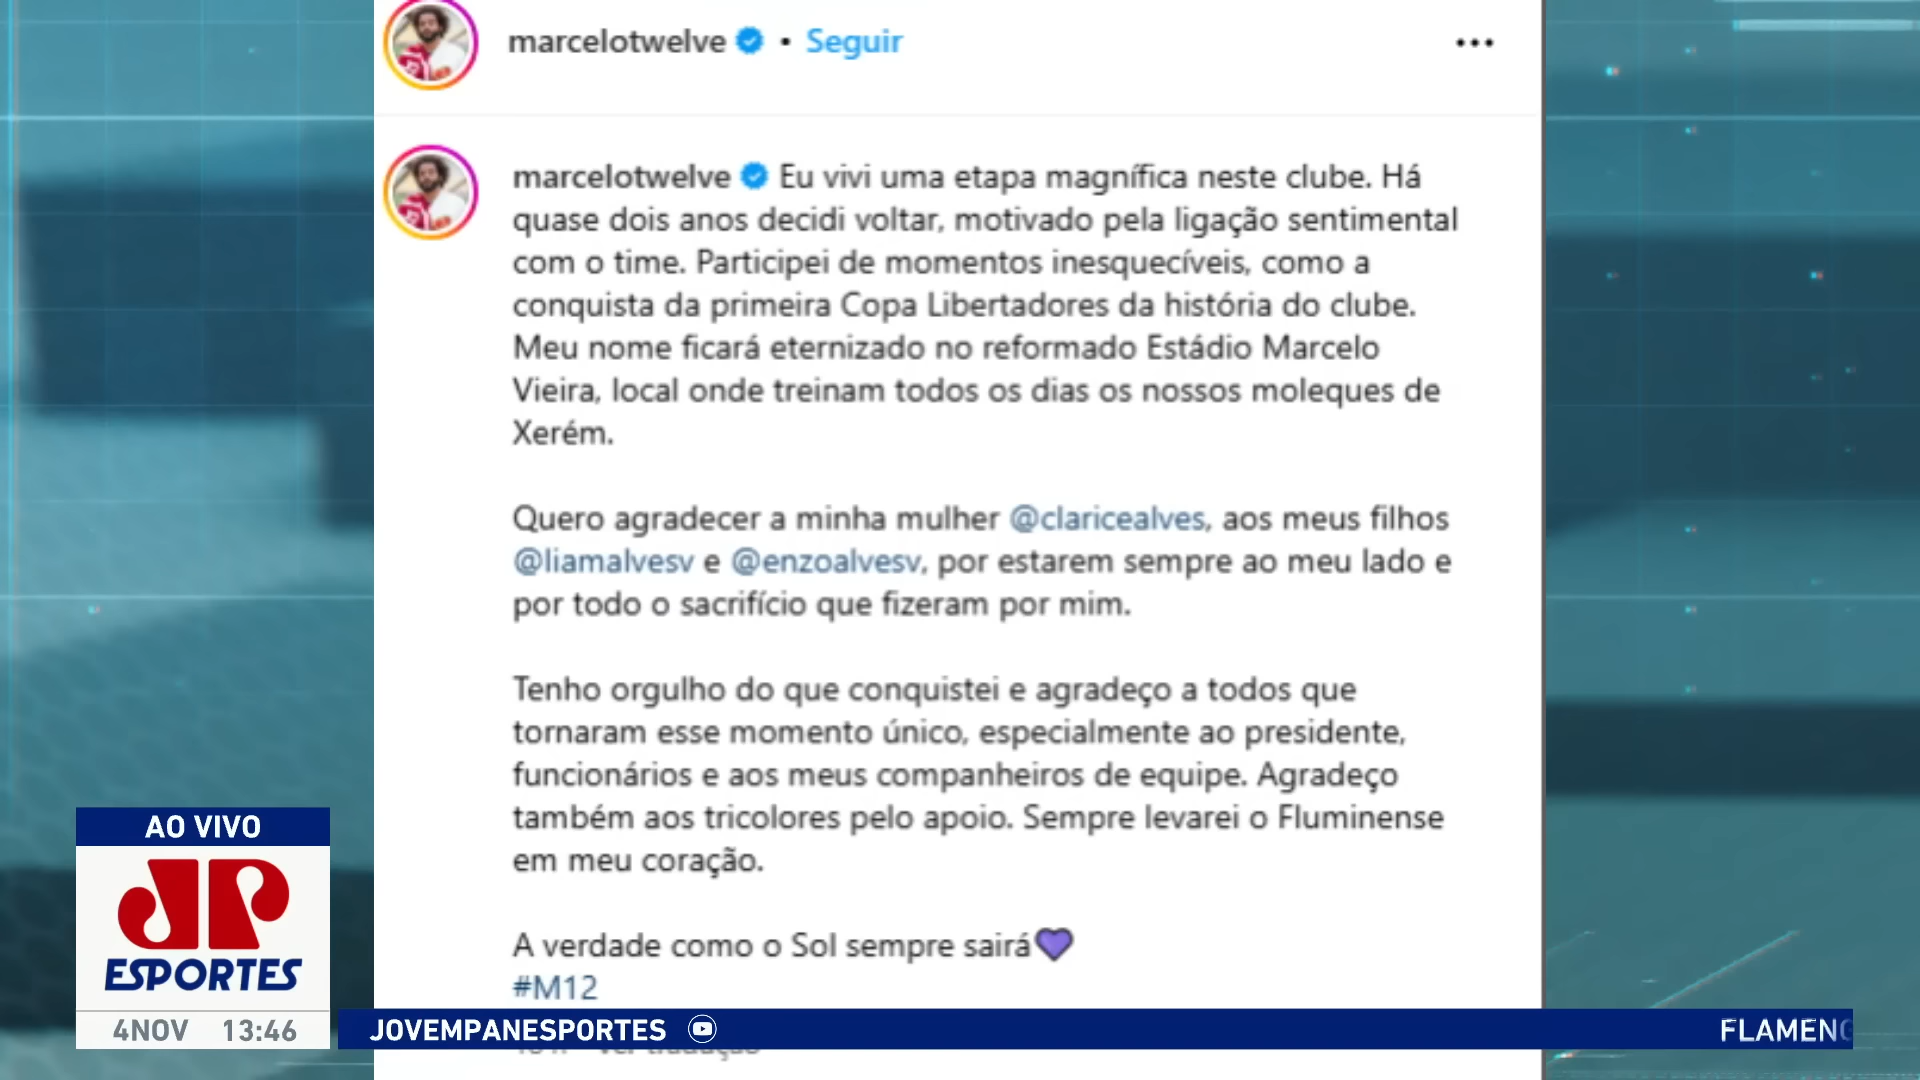 marcelotwelve • Seguir
marcelotwelve Eu vivi uma etapa magnífica neste clube. Há
quase dois anos decidi voltar, motivado pela ligação sentimental
com o time. Participei de momentos inesquecíveis, como a
conquista da primeira Copa Libertadores da história do clube.
Meu nome ficará eternizado no reformado Estádio Marcelo
Vieira, local onde treinam todos os dias os nossos moleques de
Xerém.
Quero agradecer a minha mulher @claricealves, aos meus filhos
@liamalvesv e @enzoalvesv, por estarem sempre ao meu lado e
por todo o sacrifício que fizeram por mim.
Tenho orgulho do que conquistei e agradeço a todos que
tornaram esse momento único, especialmente ao presidente,
funcionários e aos meus companheiros de equipe. Agradeço
também aos tricolores pelo apoio. Sempre levarei o Fluminense
em meu coração.
A verdade como o Sol sempre sairá💜
#M12
AO VIVO
JP
ESPORTES
4NOV 13:46
JOVEMPANESPORTES
FLAMENG